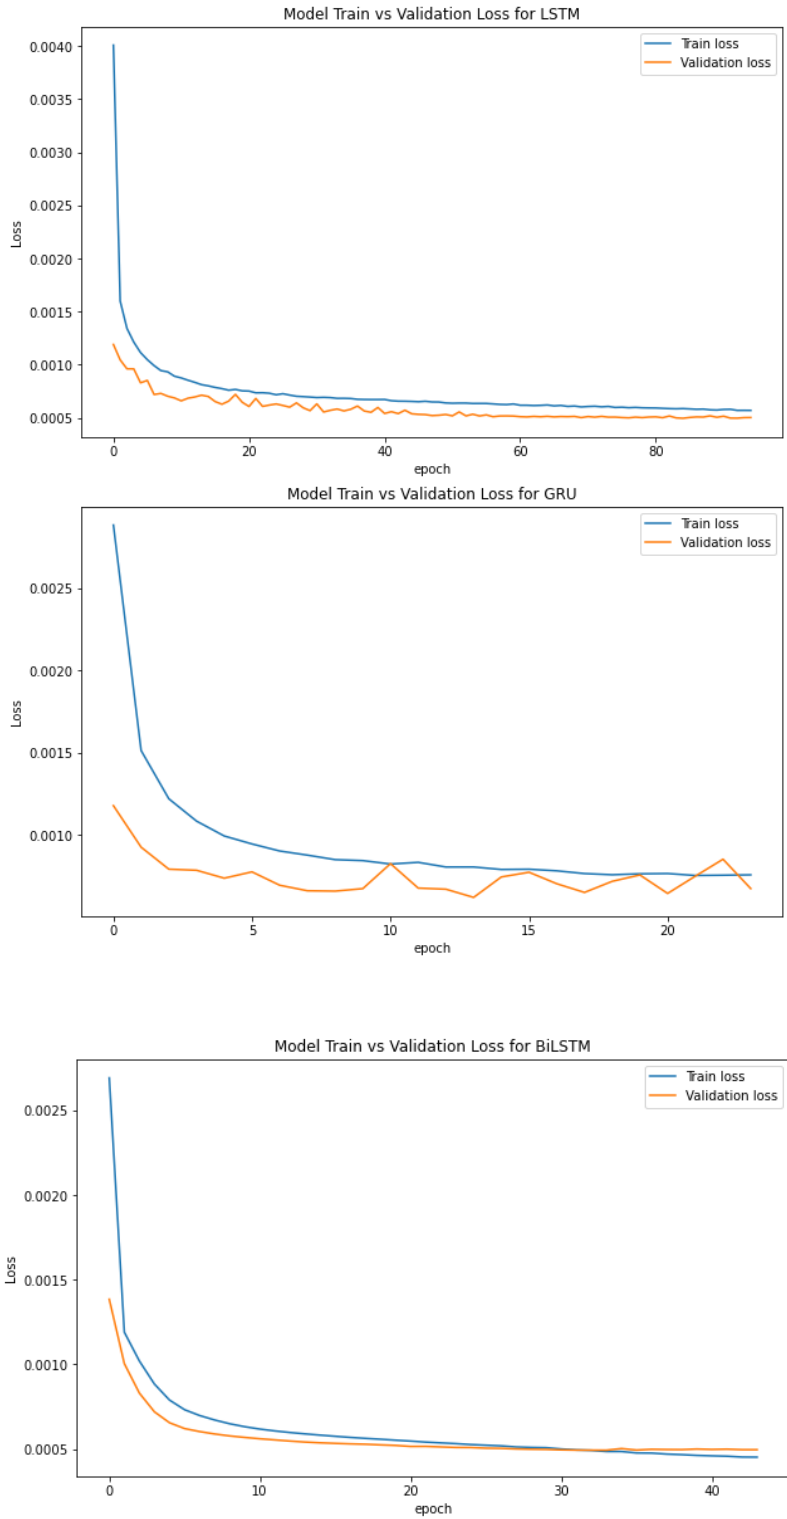 Model Train vs Validation Loss for LSTM
Train loss
Validation loss
0.0040
0.0035
0.0030
0.0025
0.0020
0.0015
0.0010
0.0005
Loss
0 20 40 60 80
epoch
Model Train vs Validation Loss for GRU
Train loss
Validation loss
0.0025
0.0020
0.0015
0.0010
Loss
0 5 10 15 20
epoch
Model Train vs Validation Loss for BiLSTM
Train loss
Validation loss
0.0025
0.0020
0.0015
0.0010
0.0005
Loss
0 10 20 30 40
epoch